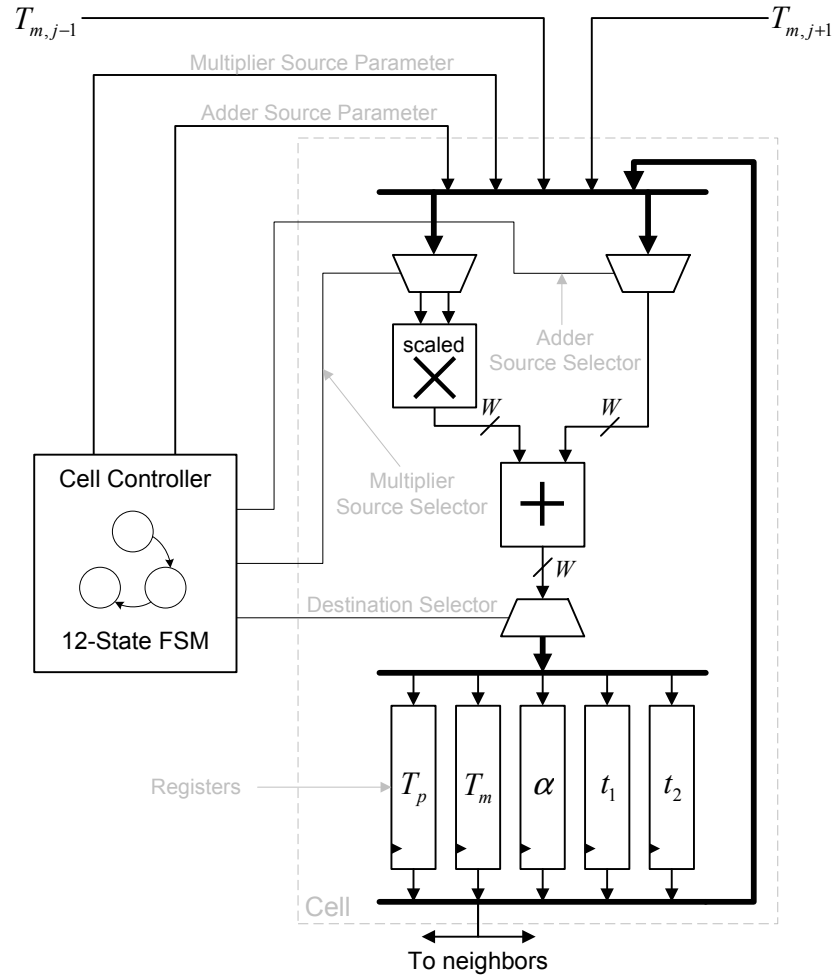 T_{m,j−1}
T_{m,j+1}
Multiplier Source Parameter
Adder Source Parameter
scaled
Adder
Source Selector
W
W
Cell Controller
12-State FSM
Multiplier
Source Selector
W
Destination Selector
Registers
T_p
T_m
α
t_1
t_2
Cell
To neighbors